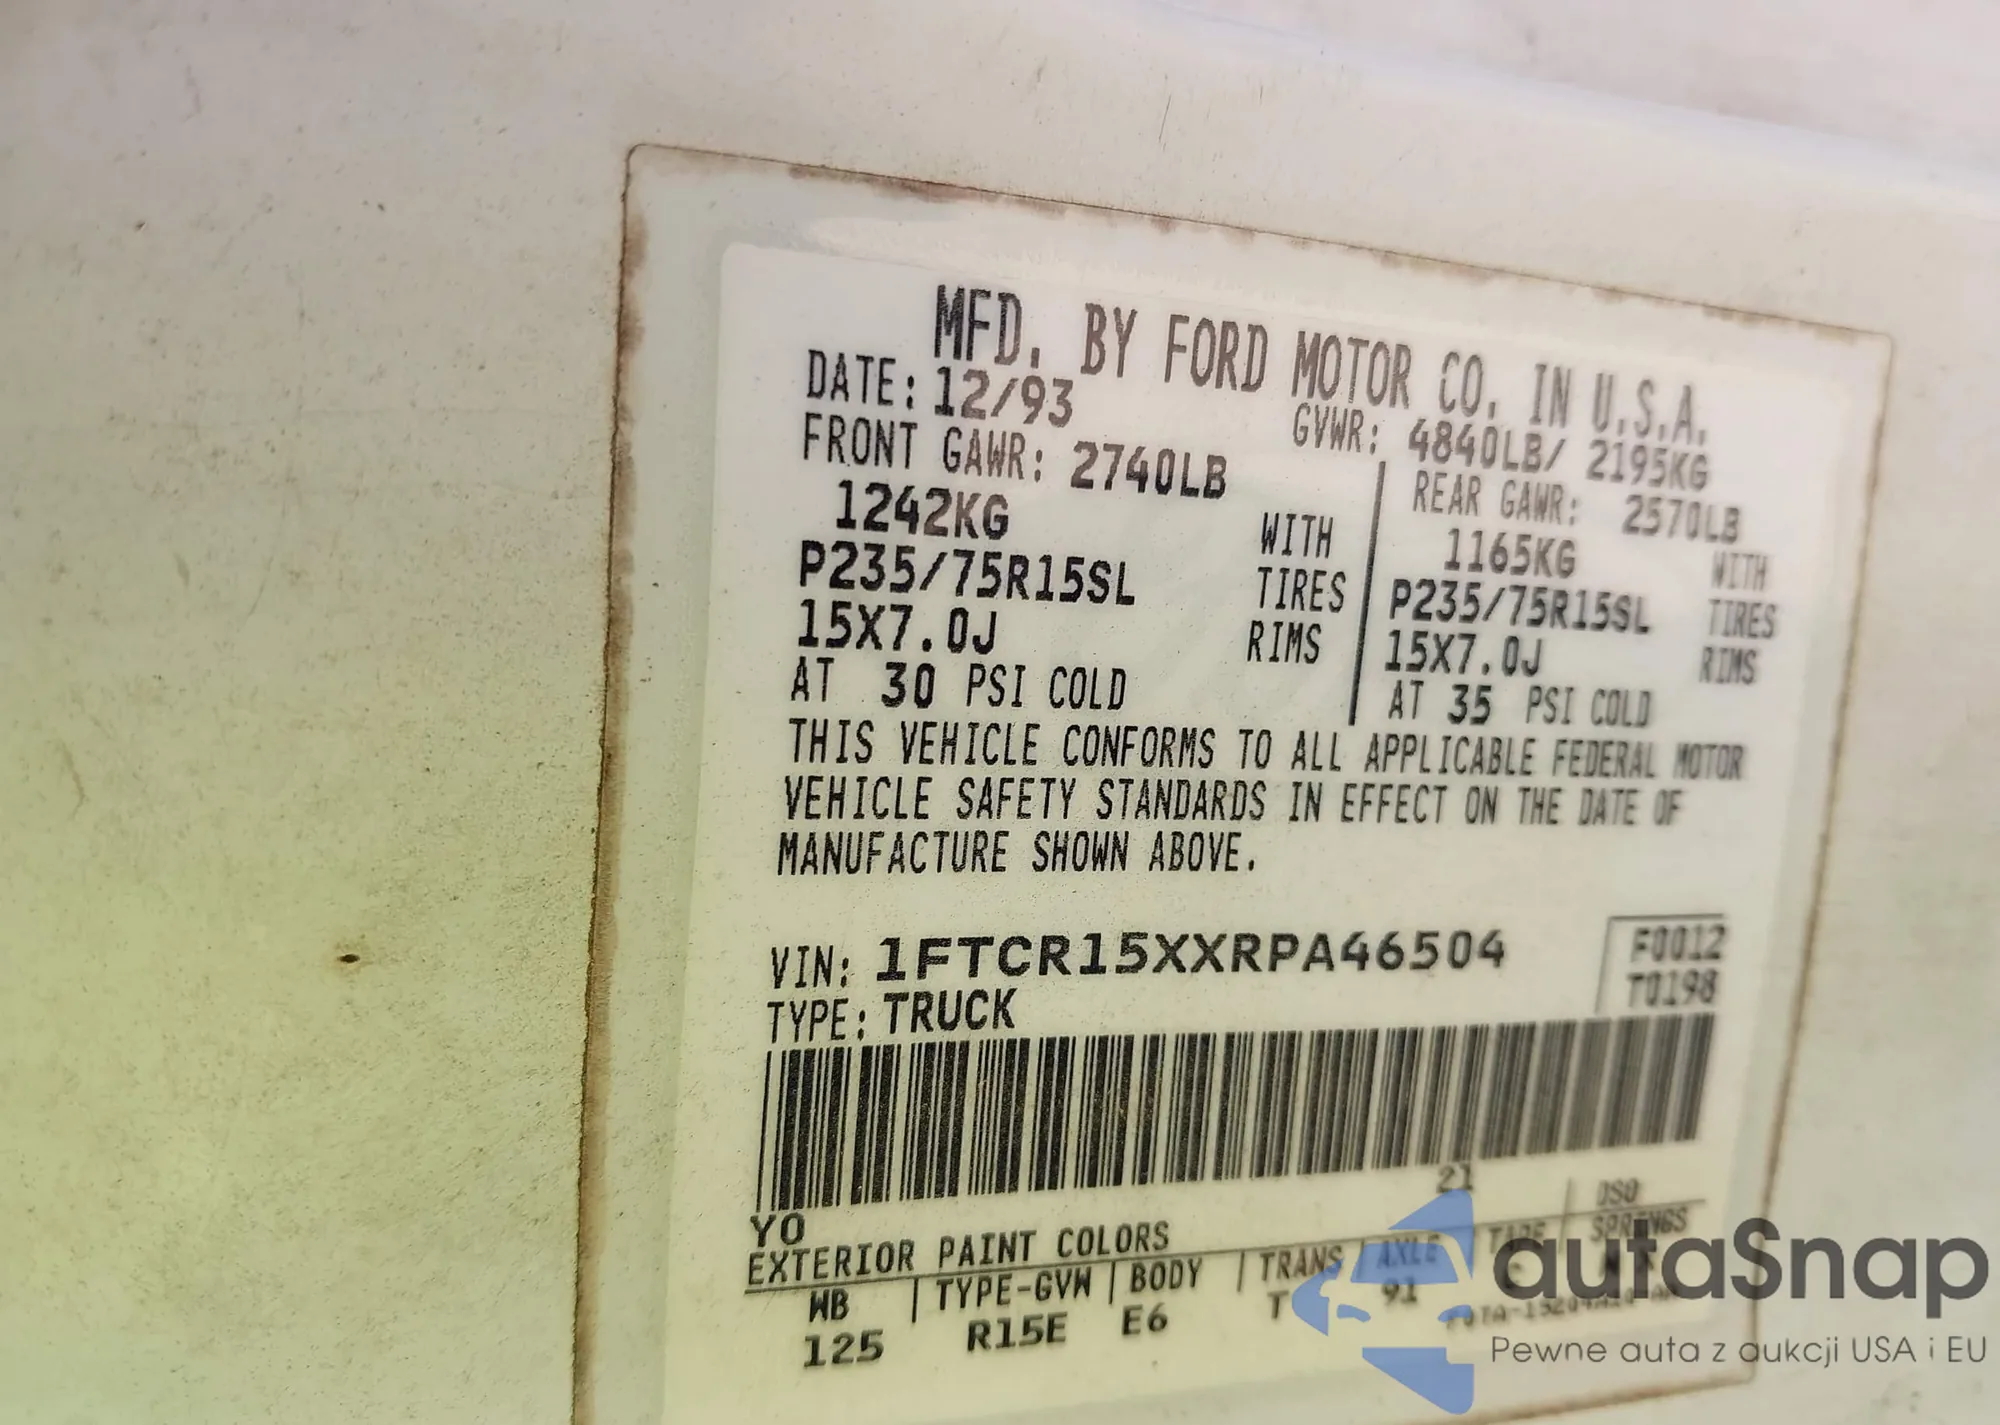 MFD. BY FORD MOTOR CO. IN U.S.A.
DATE: 12/93 GVWR: 4840LB/ 2195KG
FRONT GAWR: 2740LB REAR GAWR: 2570LB
1242KG WITH 1165KG WITH
P235/75R15SL TIRES P235/75R15SL TIRES
15X7.0J RIMS 15X7.0J RIMS
AT 30 PSI COLD AT 35 PSI COLD
THIS VEHICLE CONFORMS TO ALL APPLICABLE FEDERAL MOTOR
VEHICLE SAFETY STANDARDS IN EFFECT ON THE DATE OF
MANUFACTURE SHOWN ABOVE.
VIN: 1FTCR15XXRPA46504 F0012
TYPE: TRUCK T0198
21
YO DSO
EXTERIOR PAINT COLORS
WB TYPE-GVW BODY TRANS AXLE TAPE SPRINGS
125 R15E E6 T 91
autaSnap
Pewne auta z aukcji USA i EU